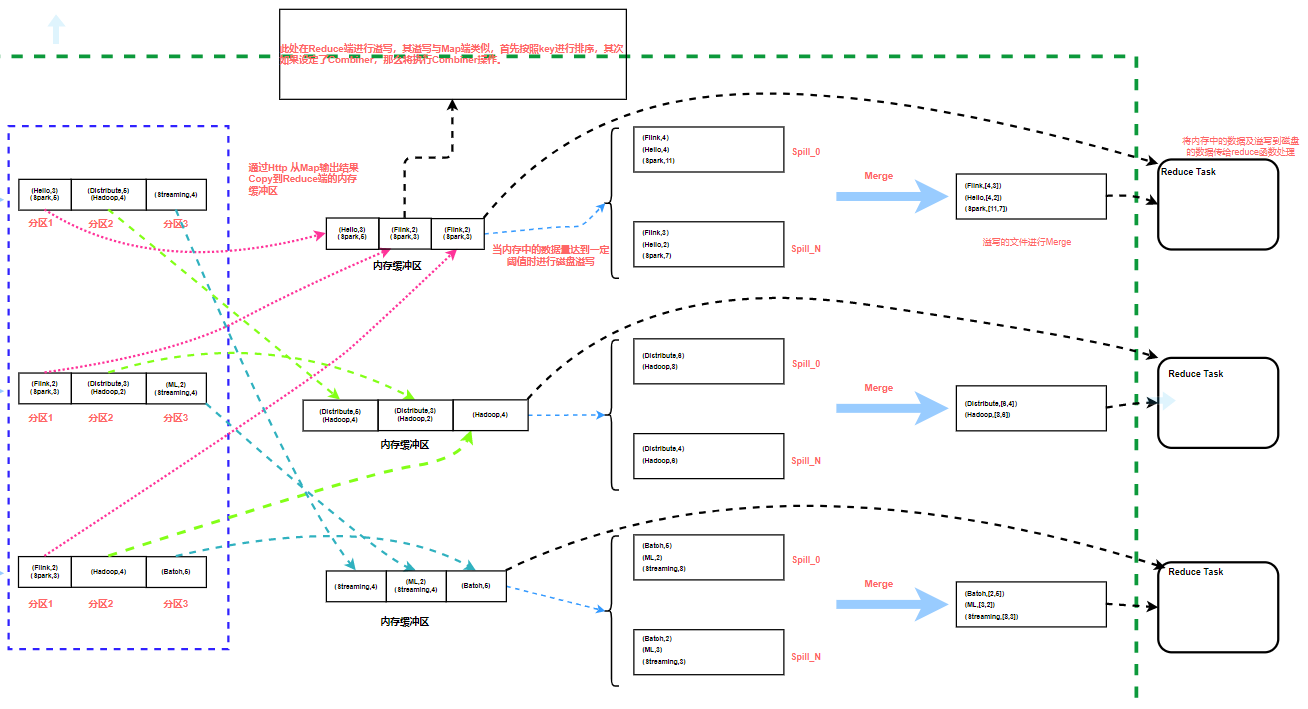 此处在Reduce端进行溢写，其溢写与Map端类似，首先按照key进行排序，其次
如果设定了Combiner，那么将执行Combiner操作。
通过Http 从Map输出结果
Copy到Reduce端的内存
缓冲区
(Hello,3)
(Spark,5)
(Distribute,5)
(Hadoop,4)
(Streaming,4)
分区1
分区2
分区3
(Hello,3)
(Spark,5)
(Flink,2)
(Spark,3)
(Flink,2)
(Spark,3)
内存缓冲区
当内存中的数据量达到一定
阈值时进行磁盘溢写
(Flink,4)
(Hello,4)
(Spark,11)
Spill_0
(Flink,3)
(Hello,2)
(Spark,7)
Spill_N
Merge
(Flink,[4,3])
(Hello,[4,2])
(Spark,[11,7])
溢写的文件进行Merge
将内存中的数据及溢写到磁盘
的数据传给reduce函数处理
Reduce Task
(Flink,2)
(Spark,3)
(Distribute,3)
(Hadoop,2)
(ML,2)
(Streaming,4)
分区1
分区2
分区3
(Distribute,5)
(Hadoop,4)
(Distribute,3)
(Hadoop,2)
(Hadoop,4)
内存缓冲区
(Distribute,6)
(Hadoop,3)
Spill_0
(Distribute,4)
(Hadoop,6)
Spill_N
Merge
(Distribute,[6,4])
(Hadoop,[3,6])
Reduce Task
(Flink,2)
(Spark,3)
(Hadoop,4)
(Batch,5)
分区1
分区2
分区3
(Streaming,4)
(ML,2)
(Streaming,4)
(Batch,5)
内存缓冲区
(Batch,5)
(ML,2)
(Streaming,3)
Spill_0
(Batch,2)
(ML,3)
(Streaming,3)
Spill_N
Merge
(Batch,[2,5])
(ML,[3,2])
(Streaming,[3,3])
Reduce Task